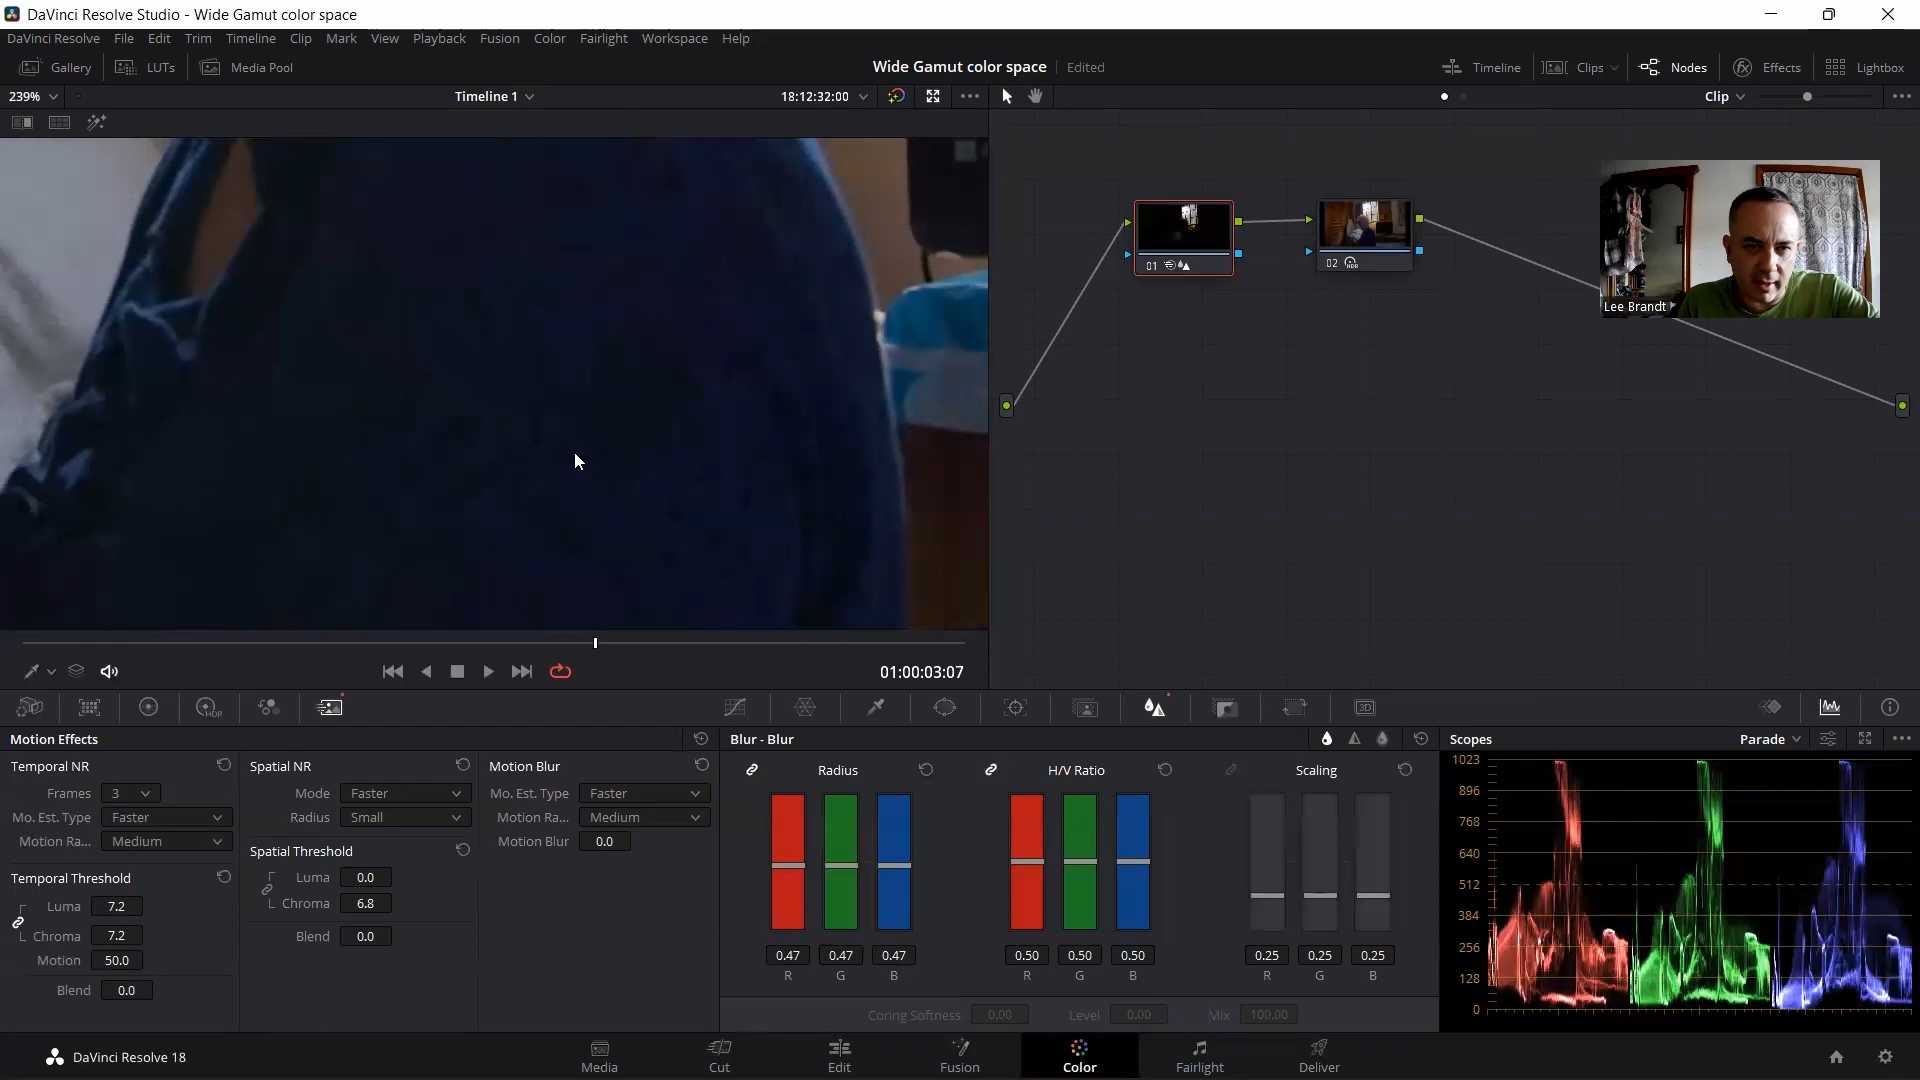 DaVinci Resolve Studio - Wide Gamut color space
DaVinci Resolve File Edit Trim Timeline Clip Mark View Playback Fusion Color Fairlight Workspace Help
Gallery LUTs Media Pool Wide Gamut color space Edited Timeline Clips Nodes Effects Lightbox
239% Timeline 1 18:12:32:00 Clip
01 HDR 02
Lee Brandt
01:00:03:07
HDR 3D
Motion Effects Blur - Blur Scopes Parade
Temporal NR Spatial NR Motion Blur Radius H/V Ratio Scaling
Frames 3 Mode Faster Mo. Est. Type Faster
Mo. Est. Type Faster Radius Small Motion Ra... Medium
Motion Ra... Medium Spatial Threshold Motion Blur 0.0
Temporal Threshold Luma 0.0
Luma 7.2 Chroma 6.8
Chroma 7.2 Blend 0.0
Motion 50.0
Blend 0.0
0.47 0.47 0.47 0.50 0.50 0.50 0.25 0.25 0.25
R G B R G B R G B
Coring Softness 0.00 Level 0.00 Mix 100.00
1023
896
768
640
512
384
256
128
0
DaVinci Resolve 18 Media Cut Edit Fusion Color Fairlight Deliver